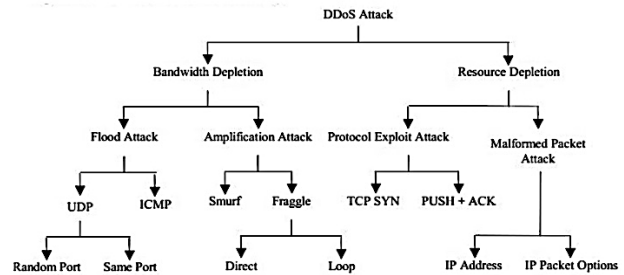 DDoS Attack
Bandwidth Depletion
Resource Depletion
Flood Attack
Amplification Attack
Protocol Exploit Attack
Malformed Packet
Attack
UDP
ICMP
Smurf
Fraggle
TCP SYN
PUSH + ACK
Random Port
Same Port
Direct
Loop
IP Address
IP Packet Options